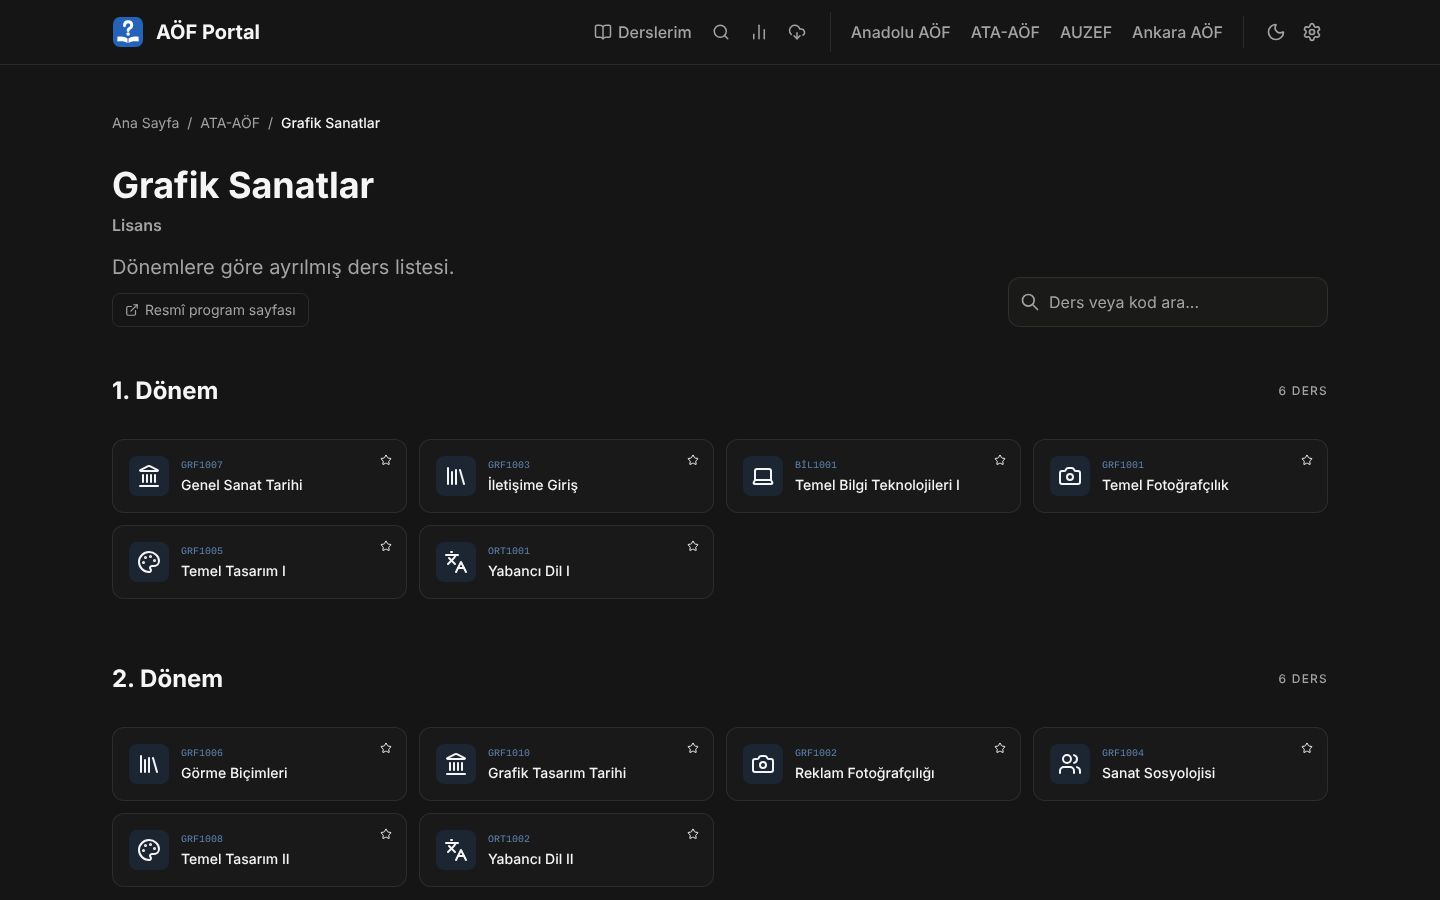 AÖF Portal
Derslerim
Anadolu AÖF
ATA-AÖF
AUZEF
Ankara AÖF
Ana Sayfa / ATA-AÖF / Grafik Sanatlar
Grafik Sanatlar
Lisans
Dönemlere göre ayrılmış ders listesi.
Resmî program sayfası
Ders veya kod ara...
1. Dönem
6 DERS
GRF1007
Genel Sanat Tarihi
GRF1003
İletişime Giriş
BİL1001
Temel Bilgi Teknolojileri I
GRF1001
Temel Fotoğrafçılık
GRF1005
Temel Tasarım I
ORT1001
Yabancı Dil I
2. Dönem
6 DERS
GRF1006
Görme Biçimleri
GRF1010
Grafik Tasarım Tarihi
GRF1002
Reklam Fotoğrafçılığı
GRF1004
Sanat Sosyolojisi
GRF1008
Temel Tasarım II
ORT1002
Yabancı Dil II